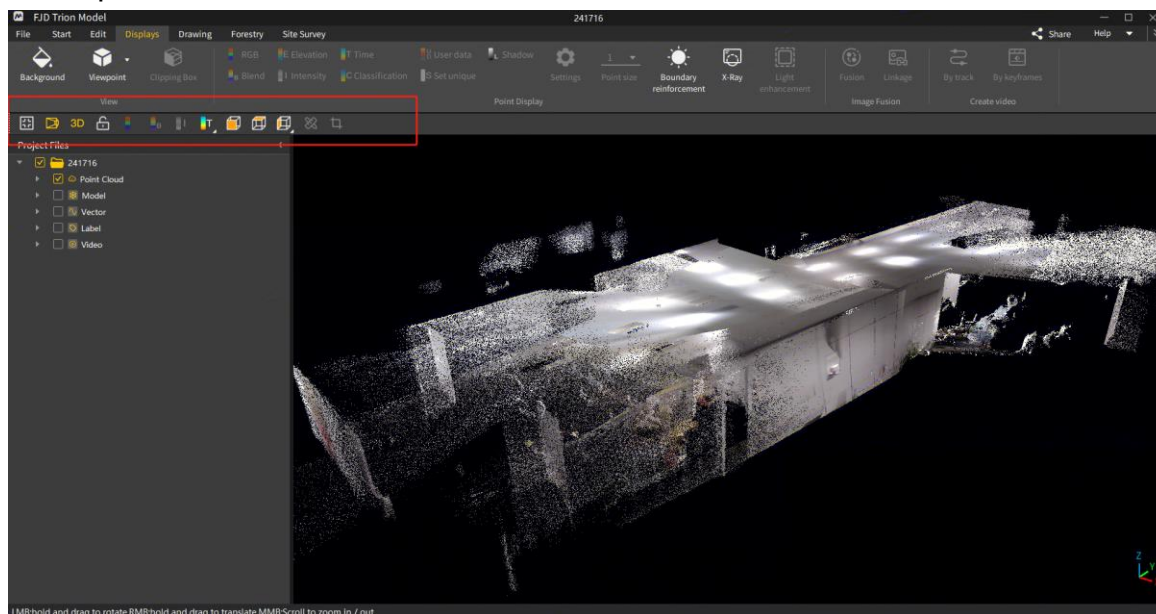 FJD Trion Model
241716
File Start Edit Displays Drawing Forestry Site Survey
Share Help
RGB E Elevation T Time User data Shadow 1
Blend I Intensity C Classification S Set unique
Background Viewpoint Clipping Box Settings Point size Boundary reinforcement X-Ray Light enhancement Fusion Linkage By track By keyframes
View Point Display Image Fusion Create video
3D I T
Project Files
241716
Point Cloud
Model
Vector
Label
Video
Z
Y
LMB:hold and drag to rotate RMB:hold and drag to translate MMB:Scroll to zoom in / out